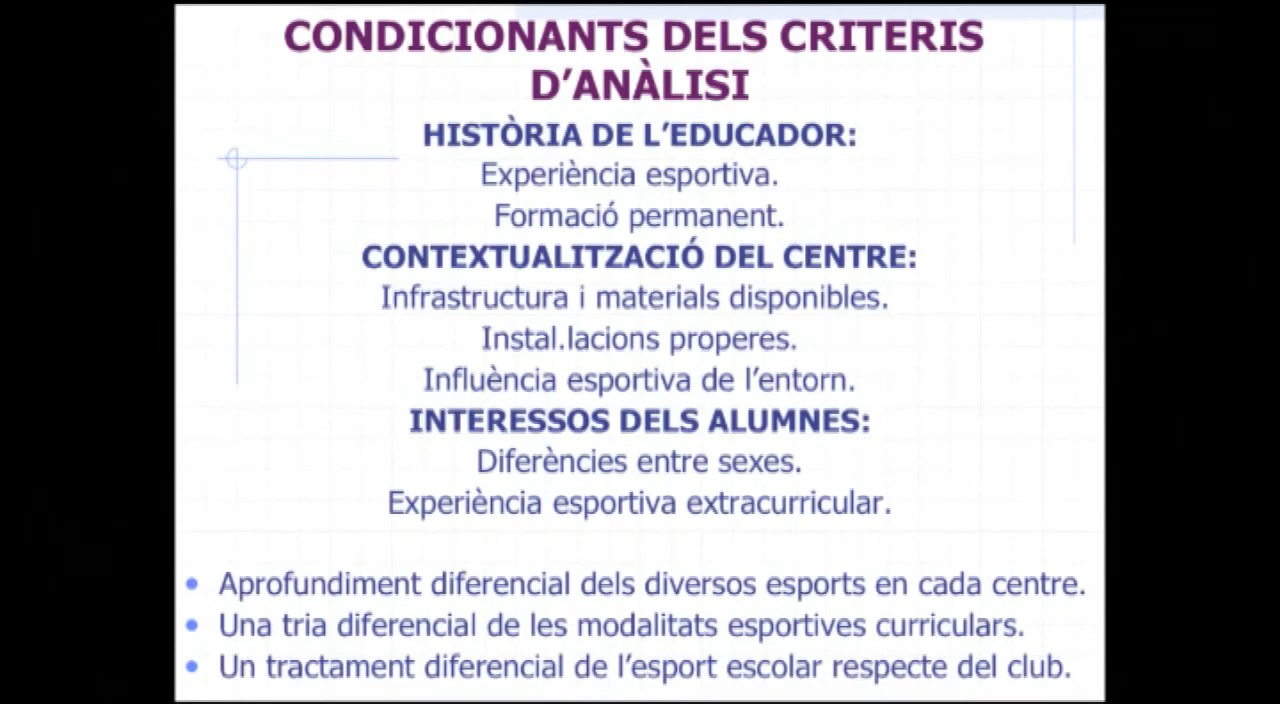 CONDICIONANTS DELS CRITERIS
D’ANÀLISI
HISTÒRIA DE L’EDUCADOR:
Experiència esportiva.
Formació permanent.
CONTEXTUALITZACIÓ DEL CENTRE:
Infrastructura i materials disponibles.
Instal.lacions properes.
Influència esportiva de l’entorn.
INTERESSOS DELS ALUMNES:
Diferències entre sexes.
Experiència esportiva extracurricular.
• Aprofundiment diferencial dels diversos esports en cada centre.
• Una tria diferencial de les modalitats esportives curriculars.
• Un tractament diferencial de l’esport escolar respecte del club.